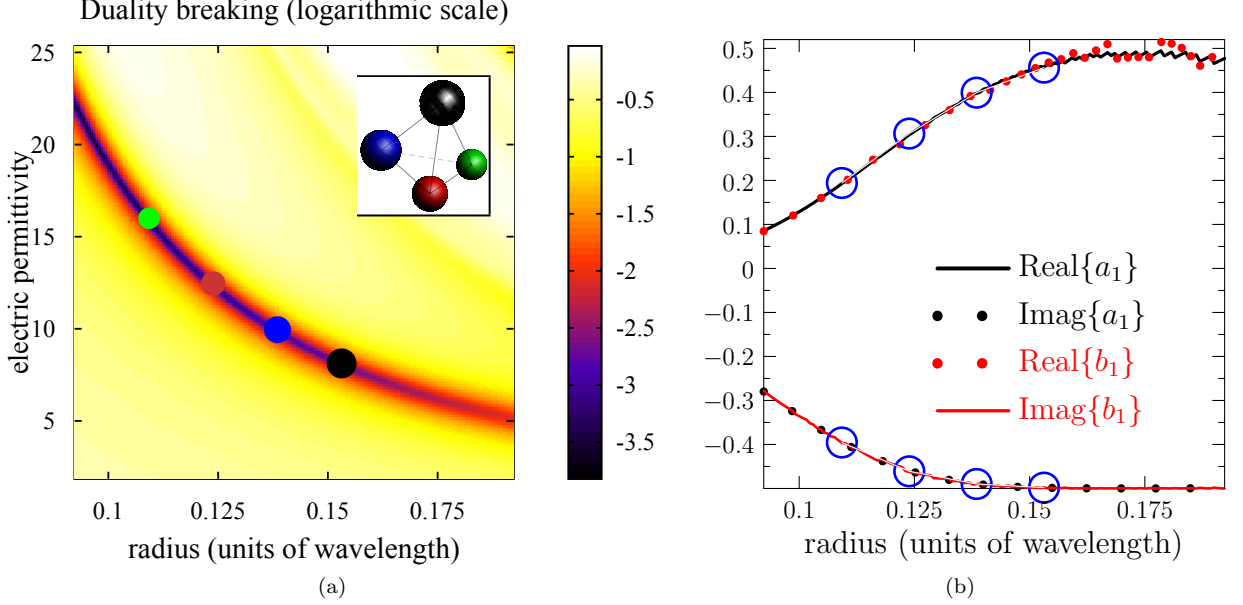 Duality breaking (logarithmic scale)
electric permittivity
25
20
15
10
5
0.1 0.125 0.15 0.175
radius (units of wavelength)
-0.5
-1
-1.5
-2
-2.5
-3
-3.5
(a)
0.5
0.4
0.3
0.2
0.1
0
−0.1
−0.2
−0.3
−0.4
Real{a₁}
Imag{a₁}
Real{b₁}
Imag{b₁}
0.1 0.125 0.15 0.175
radius (units of wavelength)
(b)